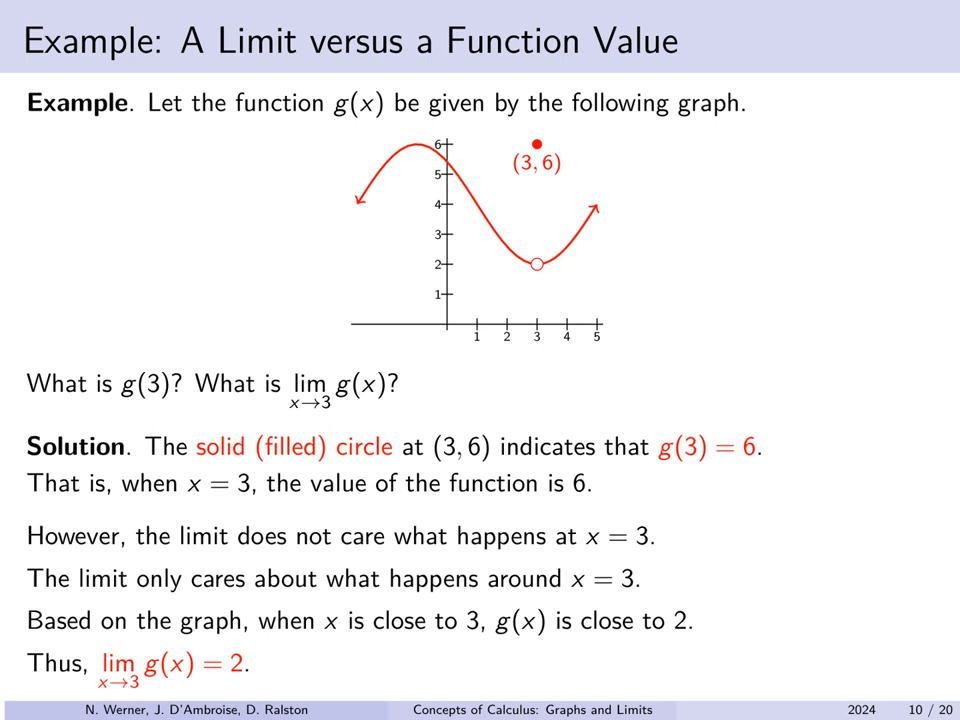 Example: A Limit versus a Function Value
Example. Let the function g(x) be given by the following graph.
6
(3, 6)
5
4
3
2
1
1 2 3 4 5
What is g(3)? What is lim g(x)?
x→3
Solution. The solid (filled) circle at (3, 6) indicates that g(3) = 6.
That is, when x = 3, the value of the function is 6.
However, the limit does not care what happens at x = 3.
The limit only cares about what happens around x = 3.
Based on the graph, when x is close to 3, g(x) is close to 2.
Thus, lim g(x) = 2.
x→3
N. Werner, J. D'Ambroise, D. Ralston Concepts of Calculus: Graphs and Limits 2024 10 / 20